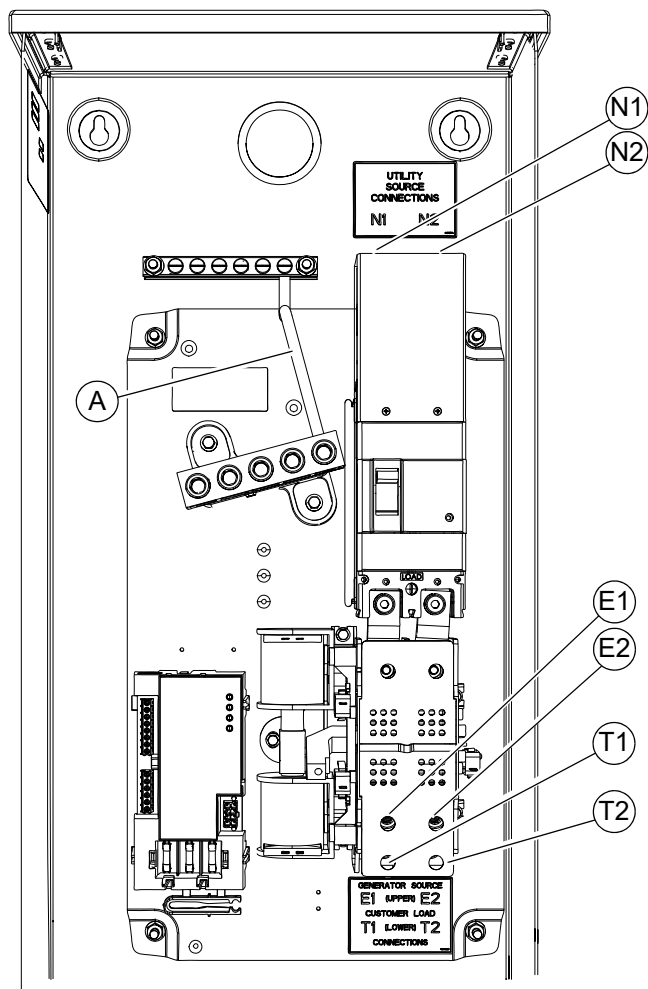 N1
N2
UTILITY
SOURCE
CONNECTIONS
N1 N2
A
LOAD
E1
E2
T1
T2
GENERATOR SOURCE
E1 (UPPER) E2
CUSTOMER LOAD
T1 (LOWER) T2
CONNECTIONS